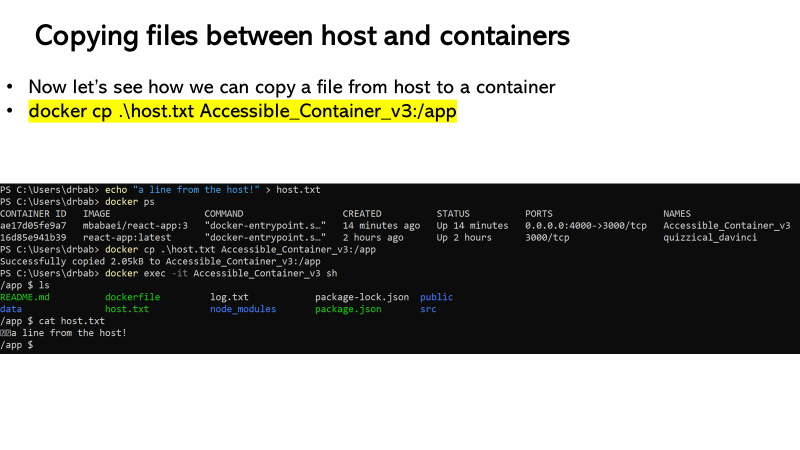 Copying files between host and containers
• Now let's see how we can copy a file from host to a container
• docker cp .\host.txt Accessible_Container_v3:/app
PS C:\Users\drbab> echo "a line from the host!" > host.txt
PS C:\Users\drbab> docker ps
CONTAINER ID IMAGE COMMAND CREATED STATUS PORTS NAMES
ae17d05fe9a7 mbabaei/react-app:3 "docker-entrypoint.s…" 14 minutes ago Up 14 minutes 0.0.0.0:4000->3000/tcp Accessible_Container_v3
16d85e941b39 react-app:latest "docker-entrypoint.s…" 2 hours ago Up 2 hours 3000/tcp quizzical_davinci
PS C:\Users\drbab> docker cp .\host.txt Accessible_Container_v3:/app
Successfully copied 2.05kB to Accessible_Container_v3:/app
PS C:\Users\drbab> docker exec -it Accessible_Container_v3 sh
/app $ ls
README.md dockerfile log.txt package-lock.json public
data host.txt node_modules package.json src
/app $ cat host.txt
a line from the host!
/app $